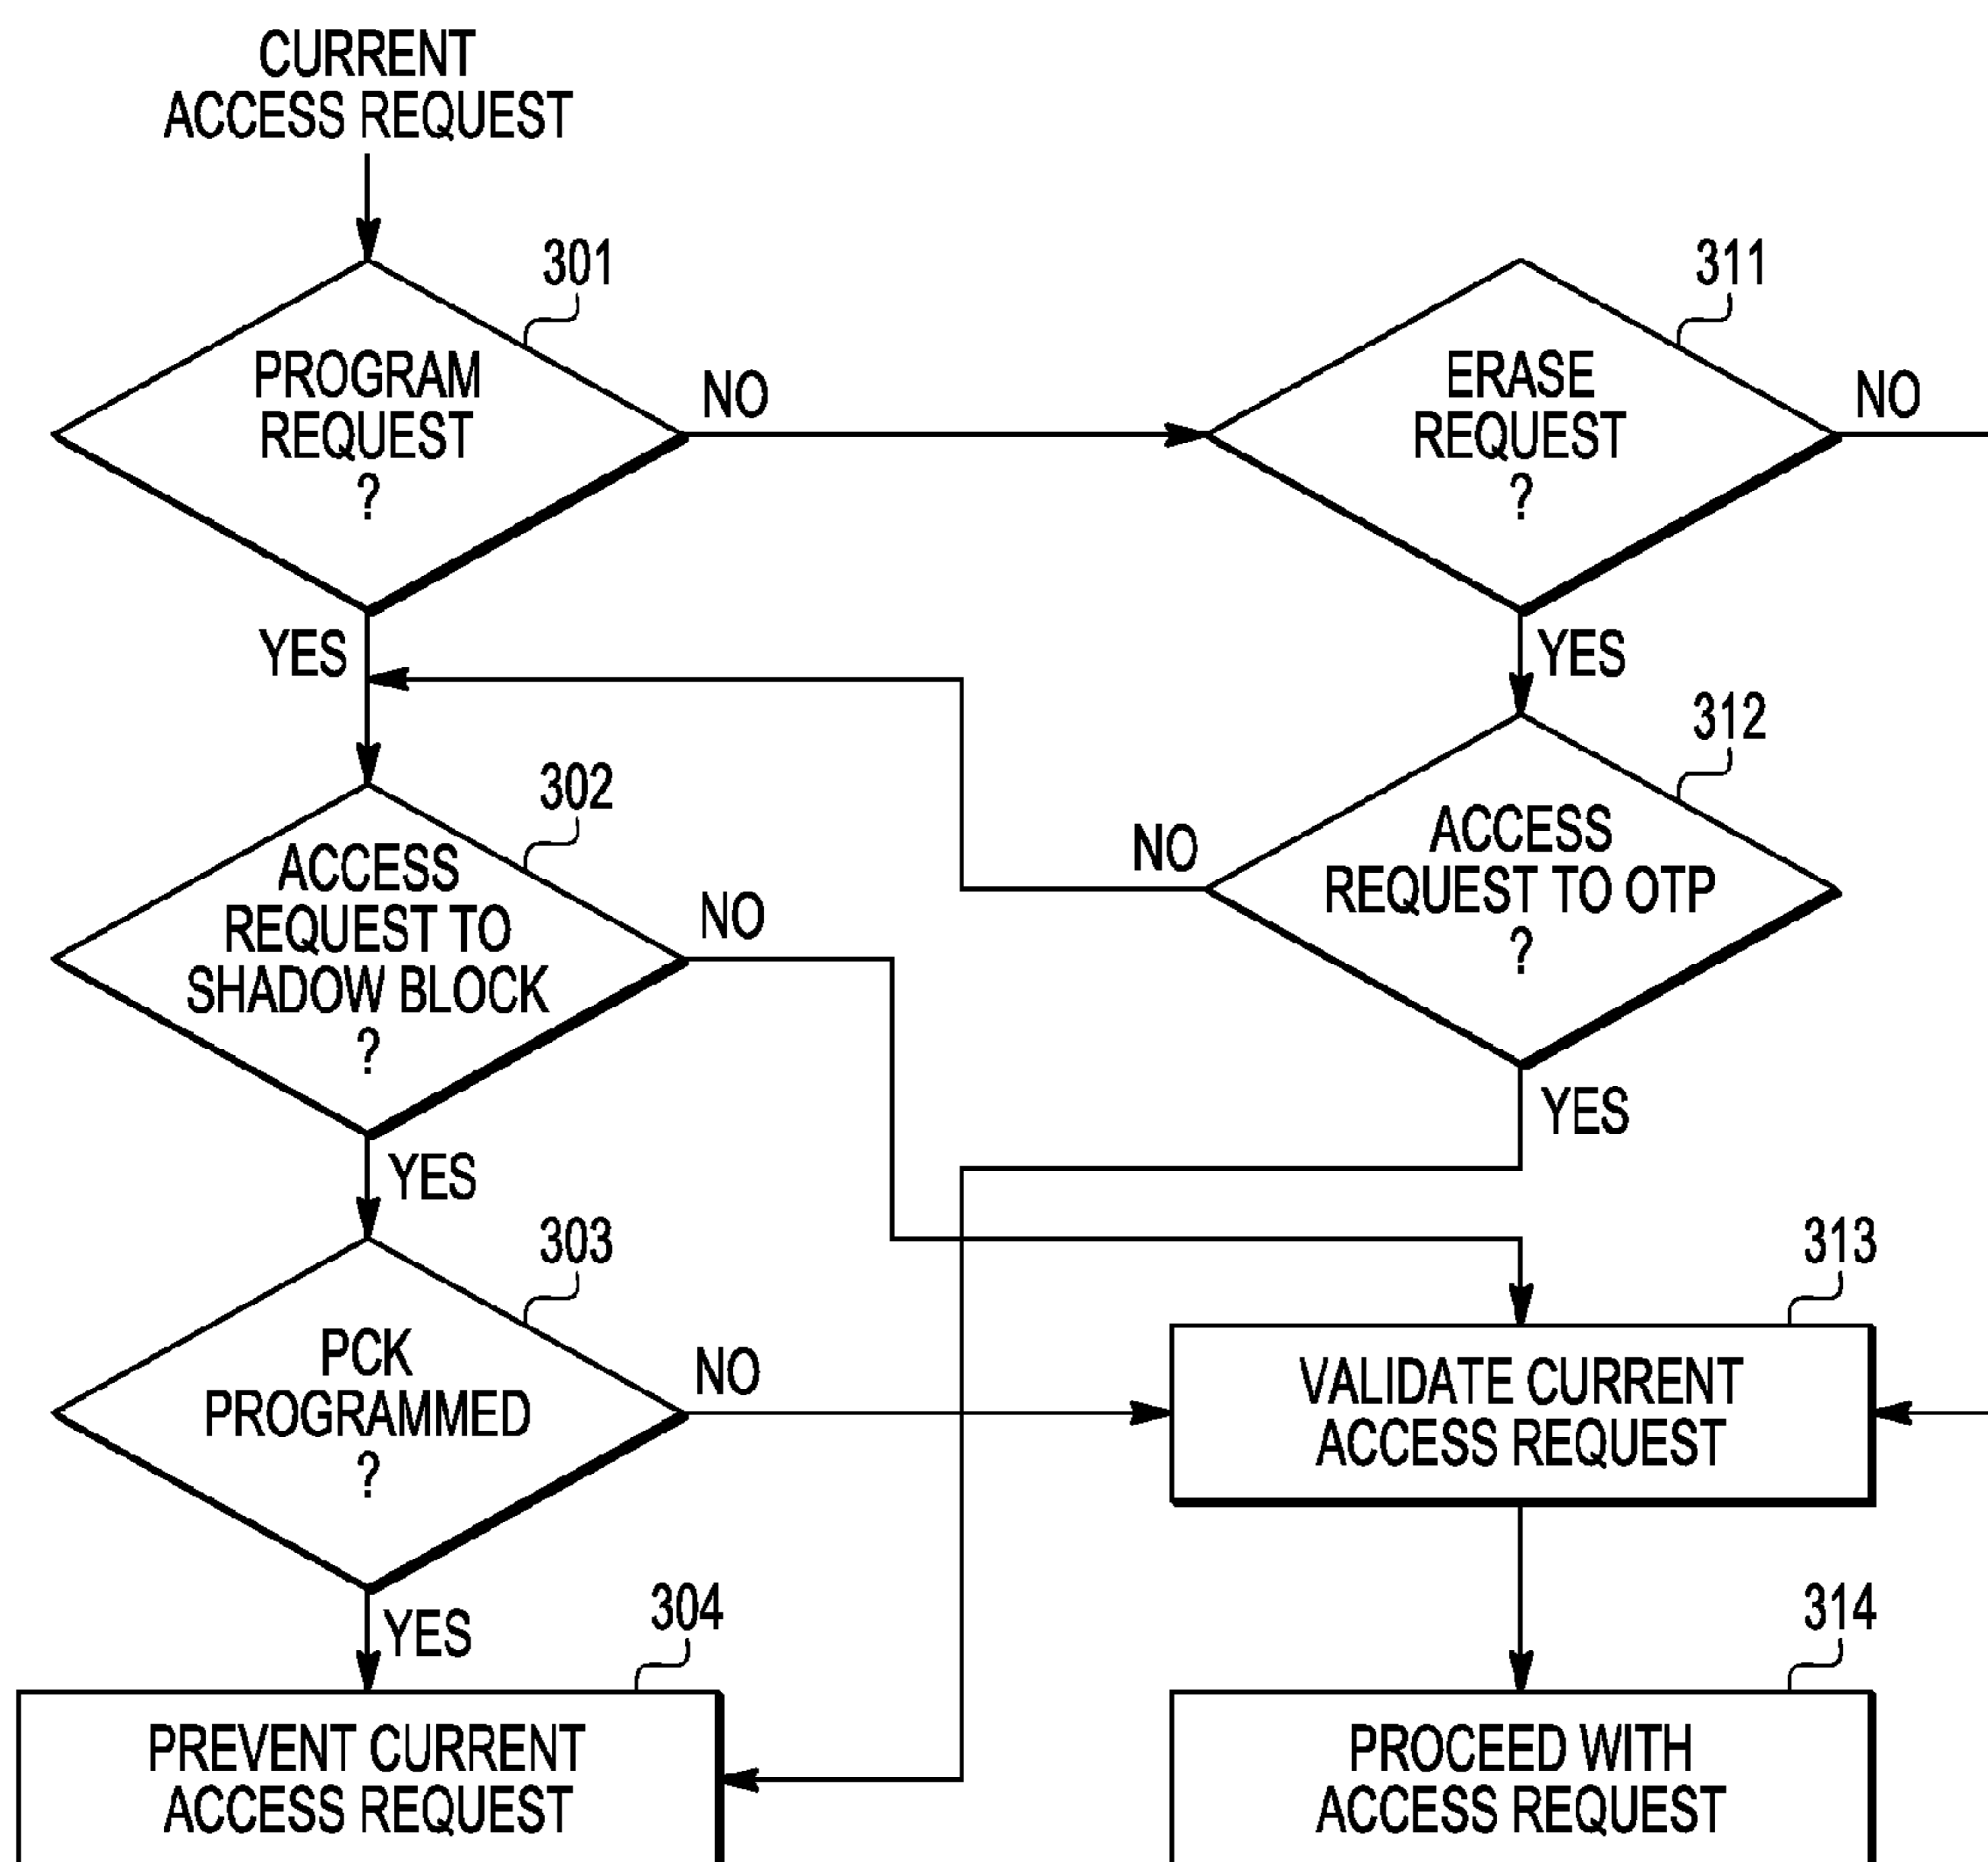 CURRENT
ACCESS REQUEST
301
PROGRAM
REQUEST
?
NO
YES
311
ERASE
REQUEST
?
NO
YES
302
ACCESS
REQUEST TO
SHADOW BLOCK
?
NO
YES
312
ACCESS
REQUEST TO OTP
?
NO
YES
303
PCK
PROGRAMMED
?
NO
YES
313
VALIDATE CURRENT
ACCESS REQUEST
304
PREVENT CURRENT
ACCESS REQUEST
314
PROCEED WITH
ACCESS REQUEST